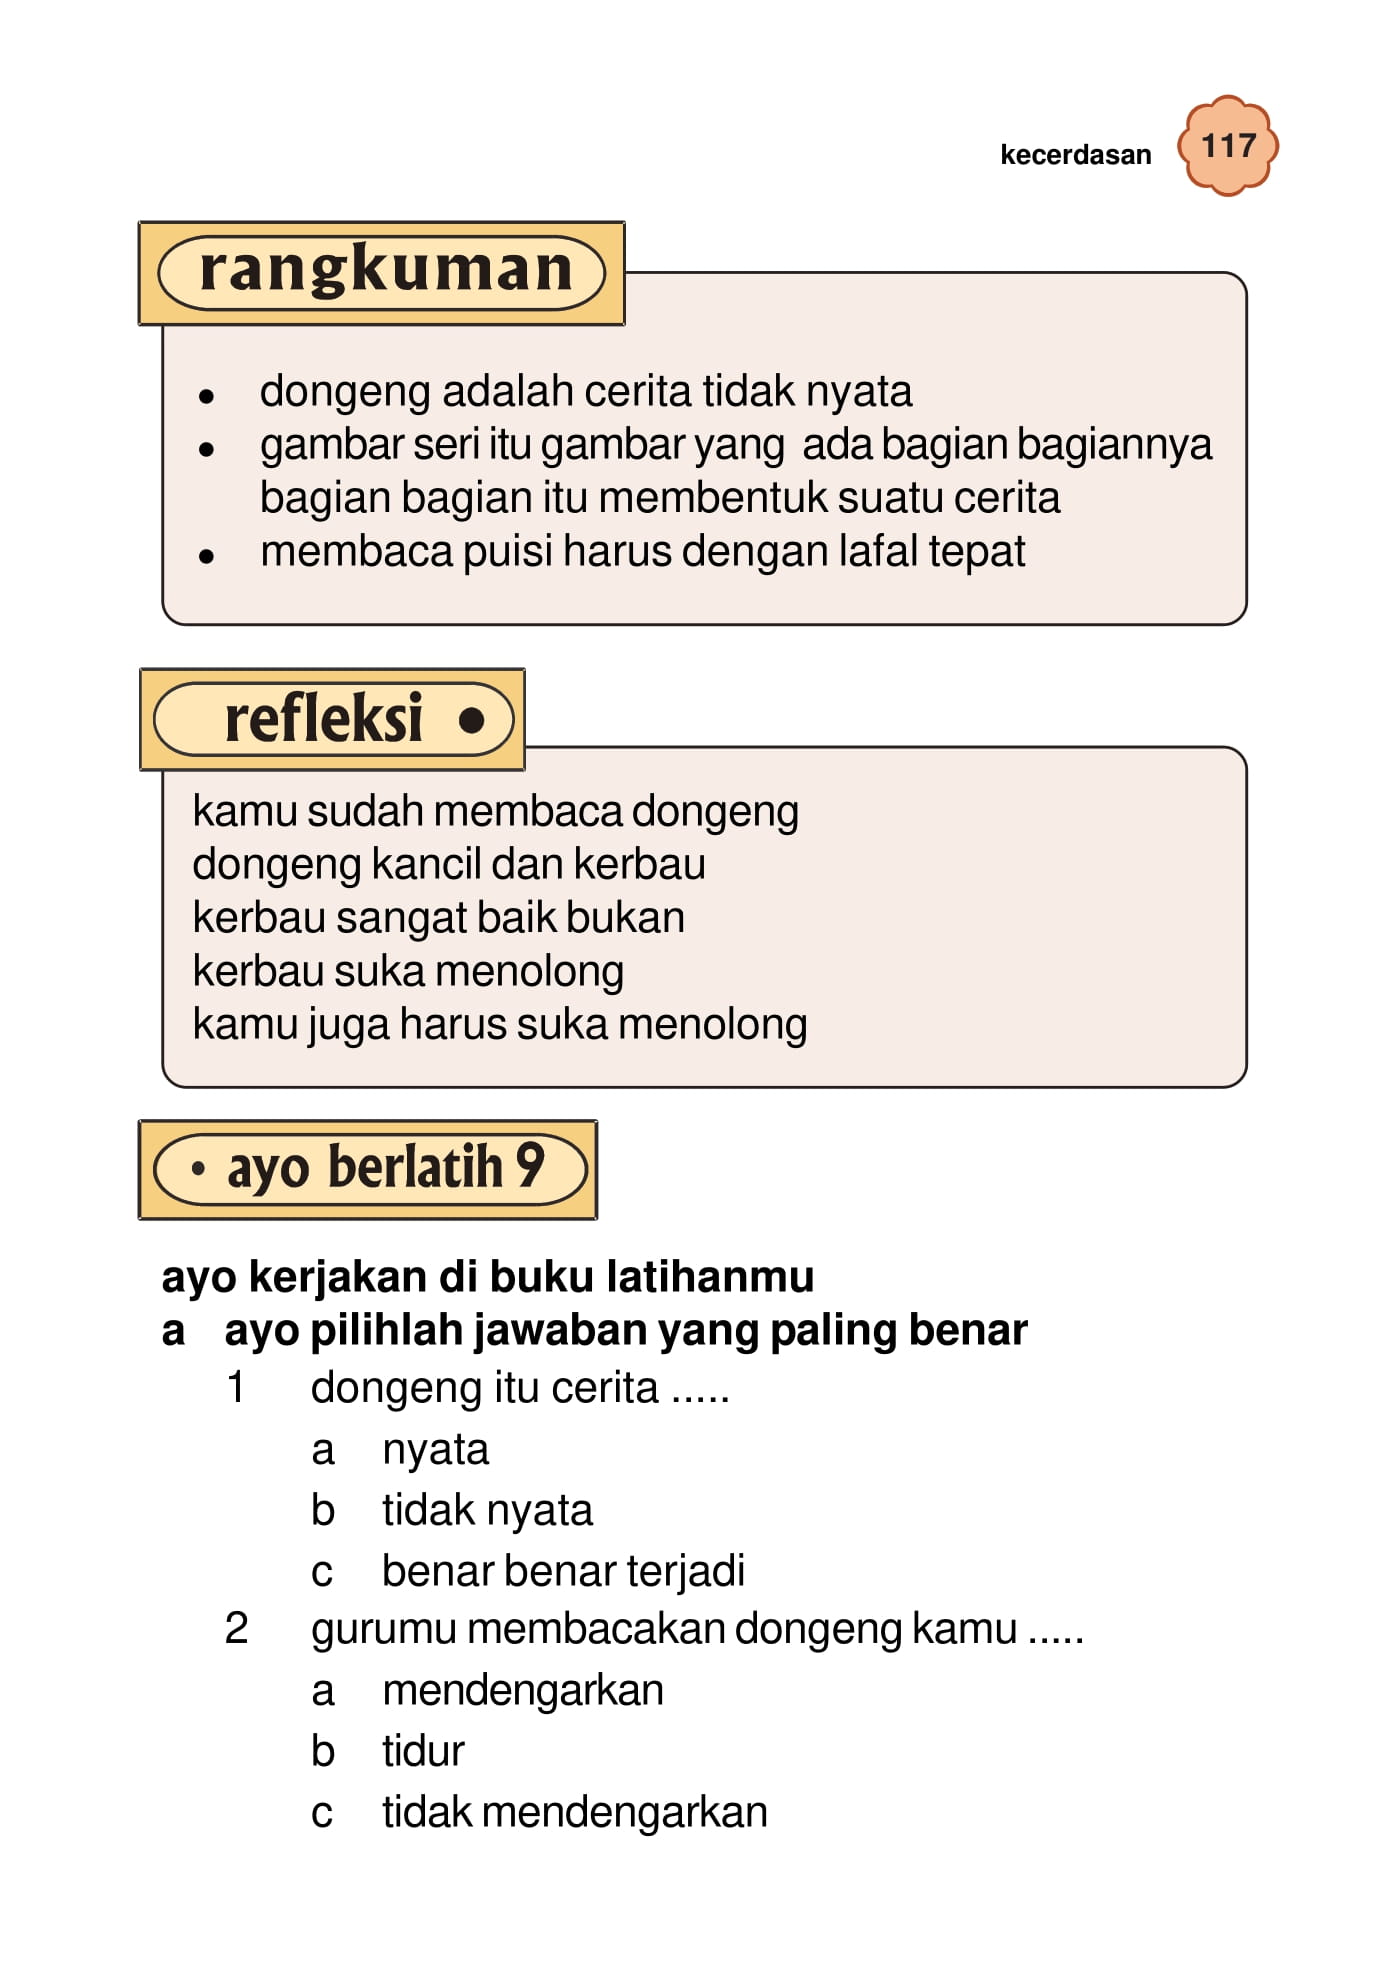 kecerdasan 117
rangkuman
• dongeng adalah cerita tidak nyata
• gambar seri itu gambar yang ada bagian bagiannya
bagian bagian itu membentuk suatu cerita
• membaca puisi harus dengan lafal tepat
refleksi •
kamu sudah membaca dongeng
dongeng kancil dan kerbau
kerbau sangat baik bukan
kerbau suka menolong
kamu juga harus suka menolong
• ayo berlatih 9
ayo kerjakan di buku latihanmu
a ayo pilihlah jawaban yang paling benar
1 dongeng itu cerita .....
a nyata
b tidak nyata
c benar benar terjadi
2 gurumu membacakan dongeng kamu .....
a mendengarkan
b tidur
c tidak mendengarkan